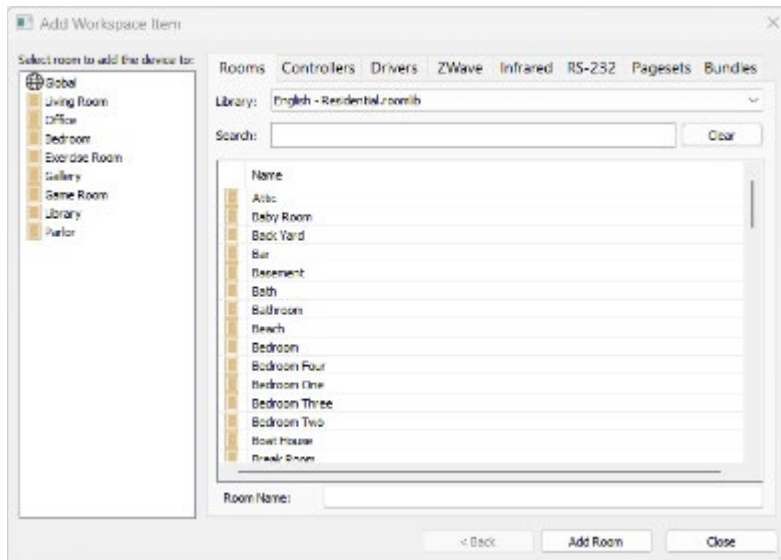 Add Workspace Item
Select room to add the device to:
Global
Living Room
Office
Bedroom
Exercise Room
Gallery
Game Room
Library
Parlor
Rooms Controllers Drivers ZWave Infrared RS-232 Pagesets Bundles
Library: English - Residential.roomlib
Search: Clear
Name
Attic
Baby Room
Back Yard
Bar
Basement
Bath
Bathroom
Beach
Bedroom
Bedroom Four
Bedroom One
Bedroom Three
Bedroom Two
Boat House
Break Room
Room Name:
< Back Add Room Close